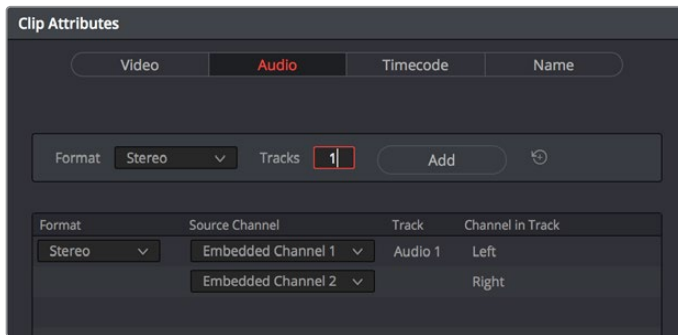 Clip Attributes
Video Audio Timecode Name
Format Stereo Tracks 1 Add
Format Source Channel Track Channel in Track
Stereo Embedded Channel 1 Audio 1 Left
Embedded Channel 2 Right